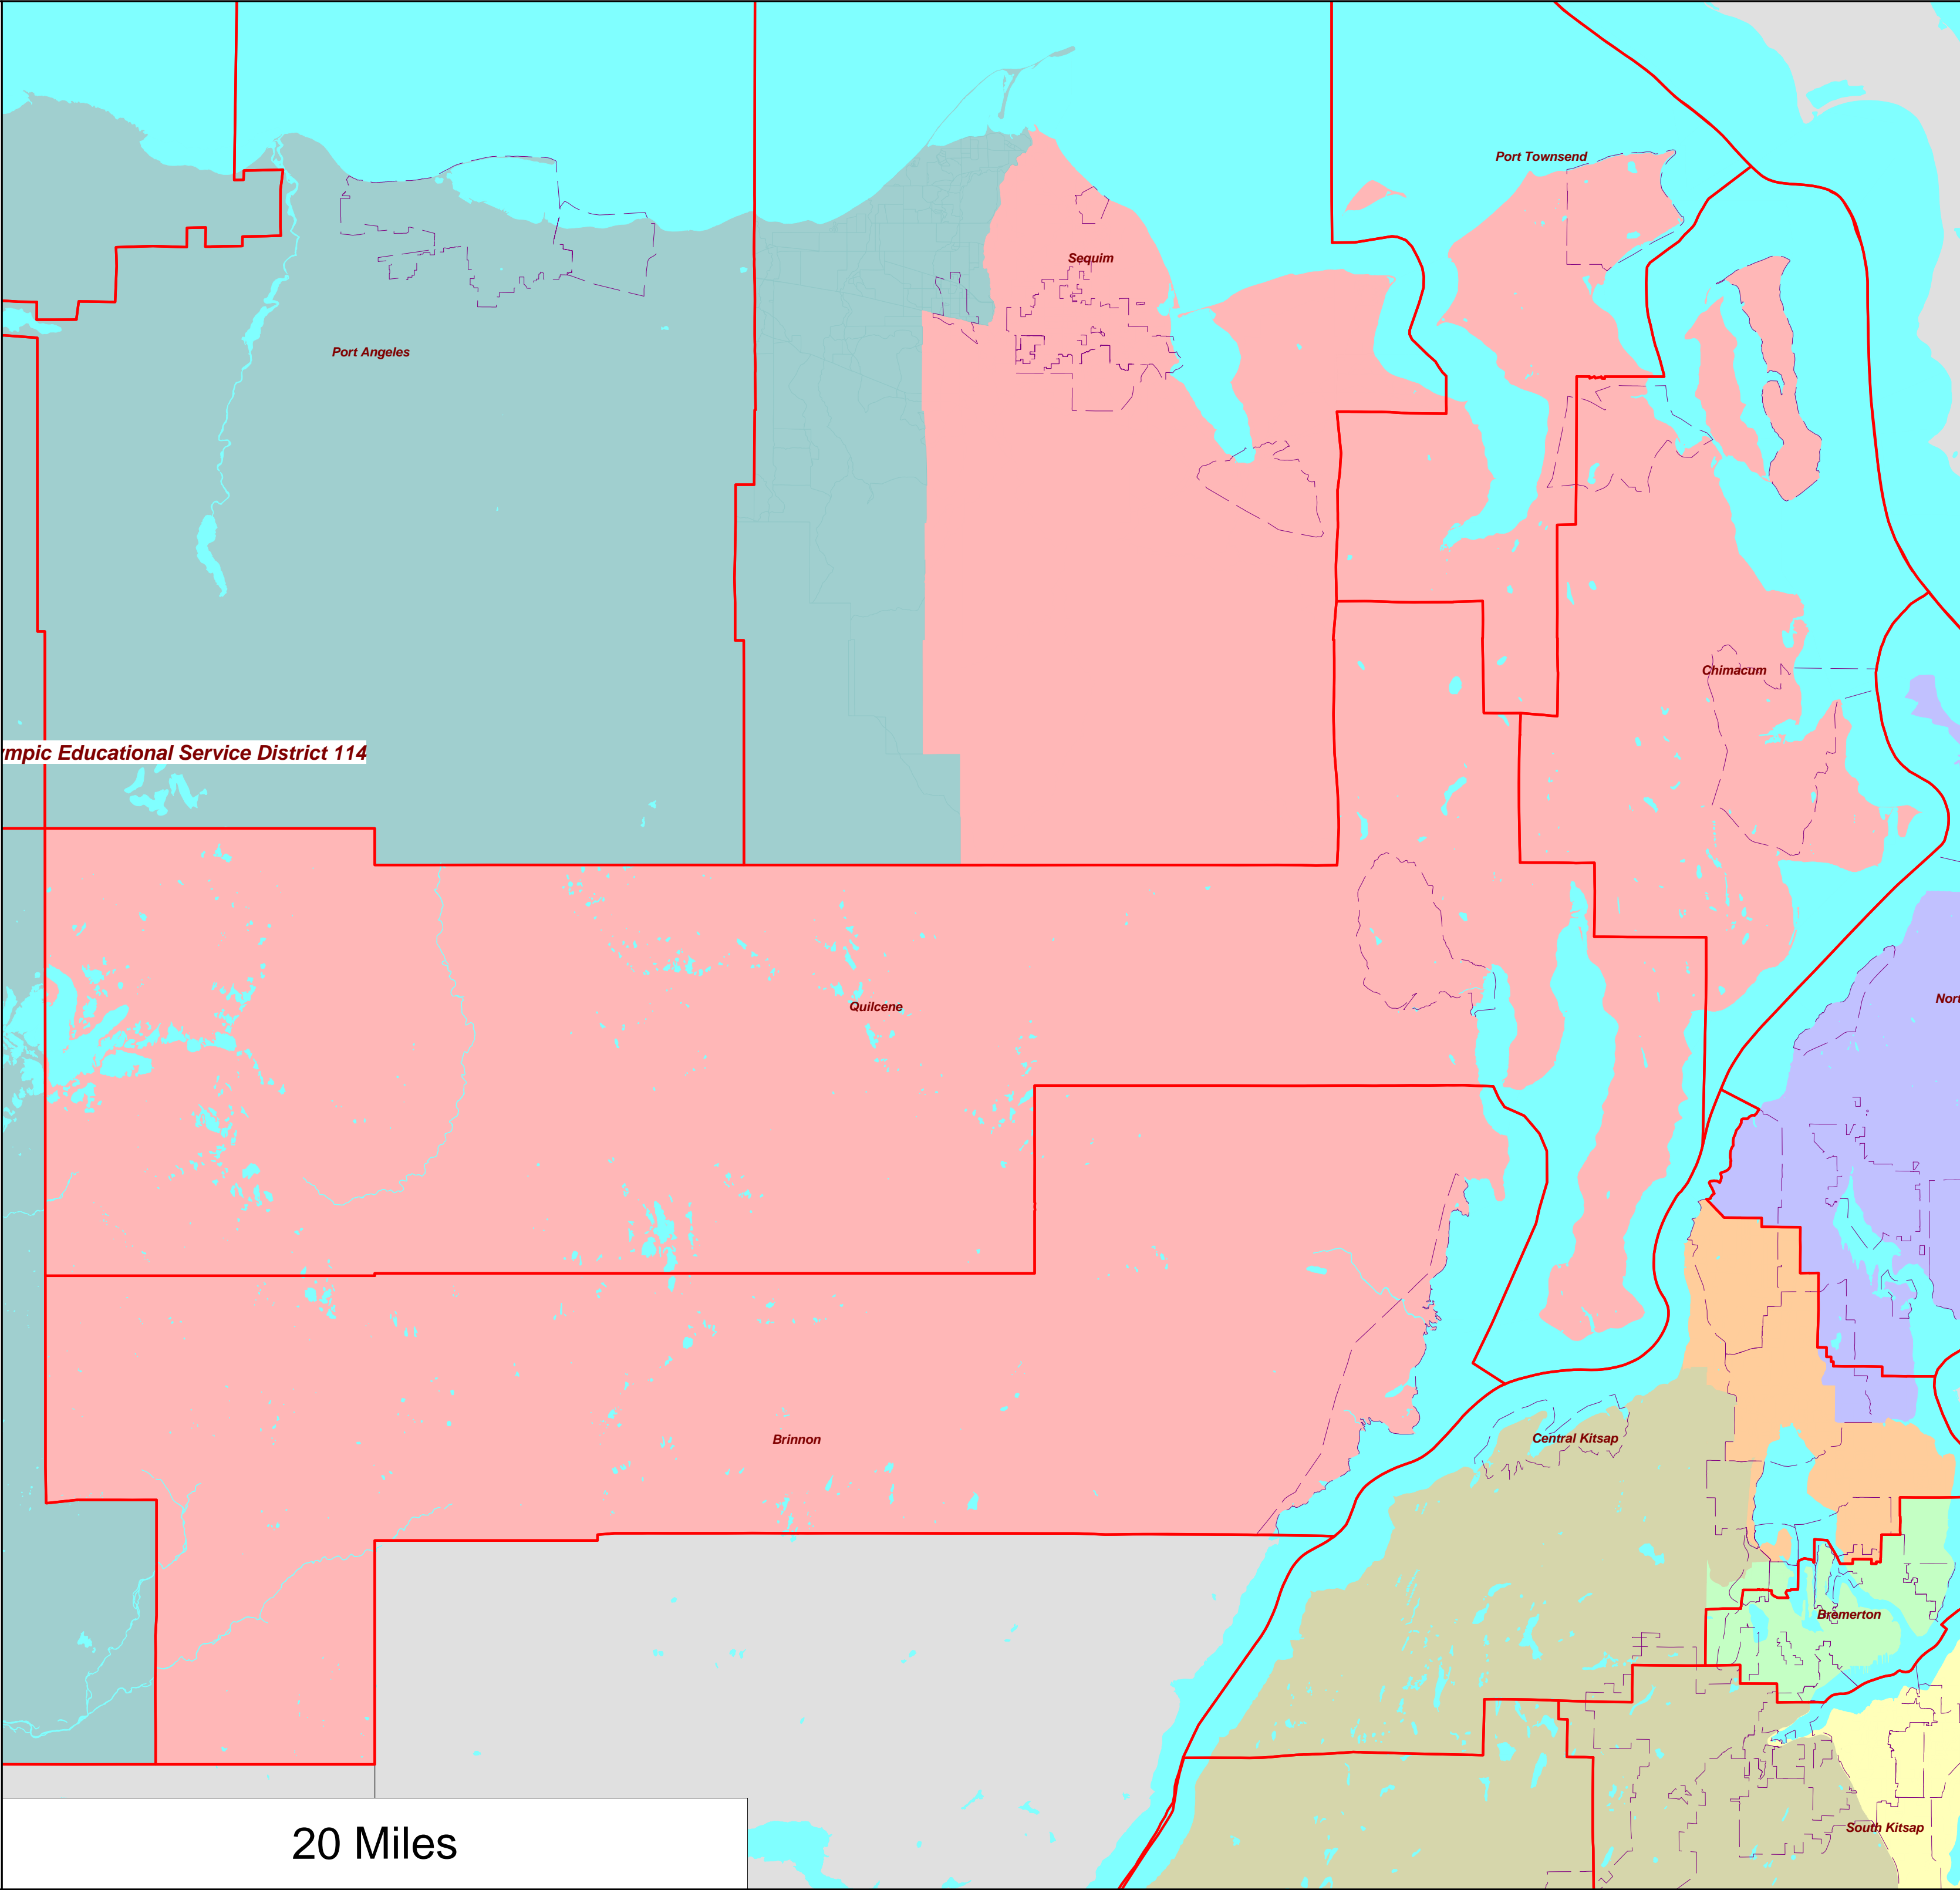 Port Townsend
Sequim
Port Angeles
Chimacum
ympic Educational Service District 114
Nort
Quilcene
Central Kitsap
Brinnon
Bremerton
South Kitsap
20 Miles